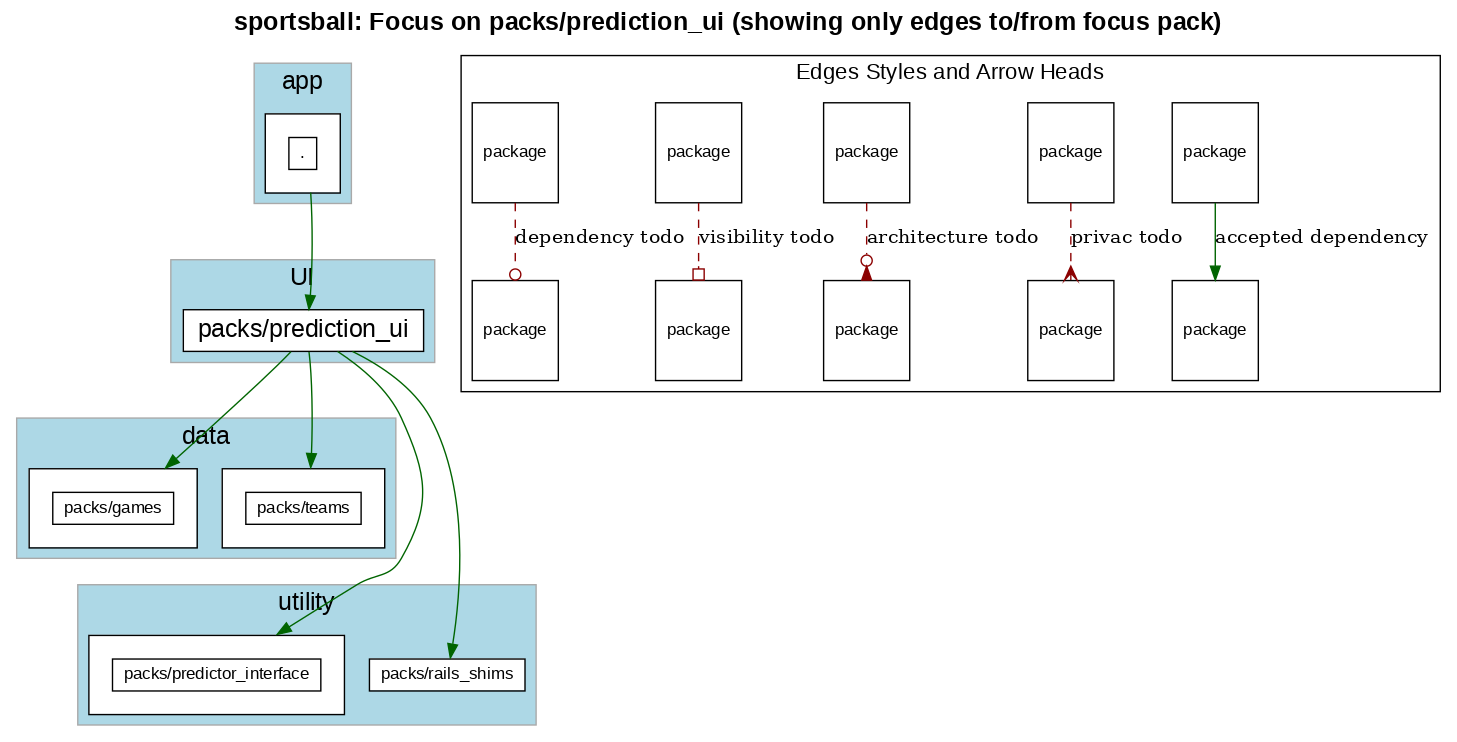 sportsball: Focus on packs/prediction_ui (showing only edges to/from focus pack)
app
.
UI
packs/prediction_ui
data
packs/games
packs/teams
utility
packs/predictor_interface
packs/rails_shims
Edges Styles and Arrow Heads
package
package
package
package
package
dependency todo
visibility todo
architecture todo
privac todo
accepted dependency
package
package
package
package
package